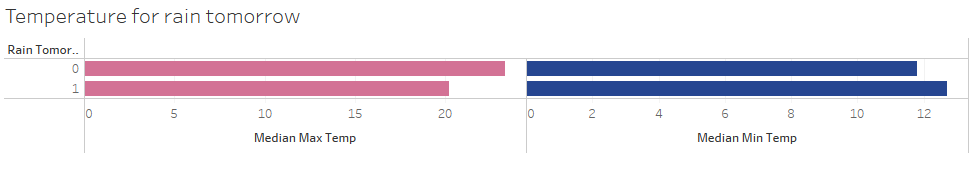 Temperature for rain tomorrow
Rain Tomor..
0
1
0 5 10 15 20
0 2 4 6 8 10 12
Median Max Temp
Median Min Temp